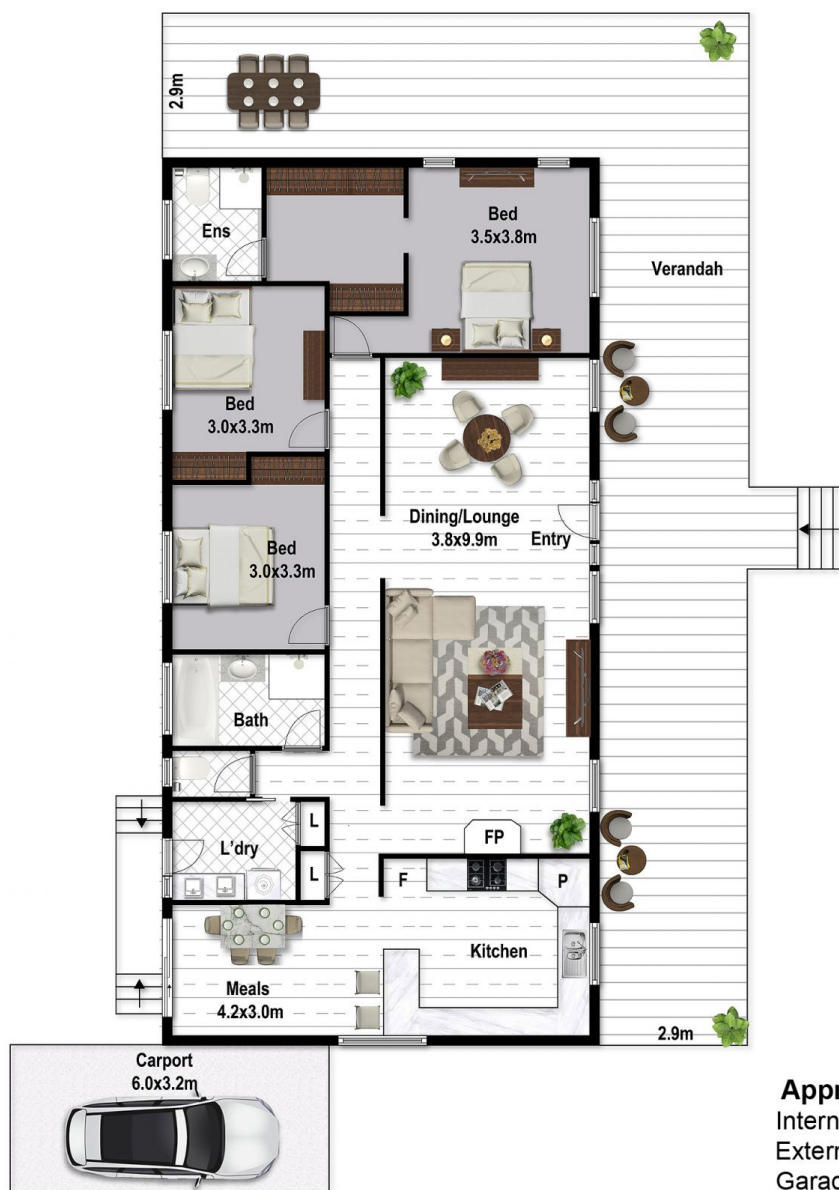 2.9m
Ens
Bed
3.5x3.8m
Verandah
Bed
3.0x3.3m
Dining/Lounge
3.8x9.9m
Entry
Bed
3.0x3.3m
Bath
L
L'dry
L
FP
F
P
Kitchen
Meals
4.2x3.0m
2.9m
Carport
6.0x3.2m